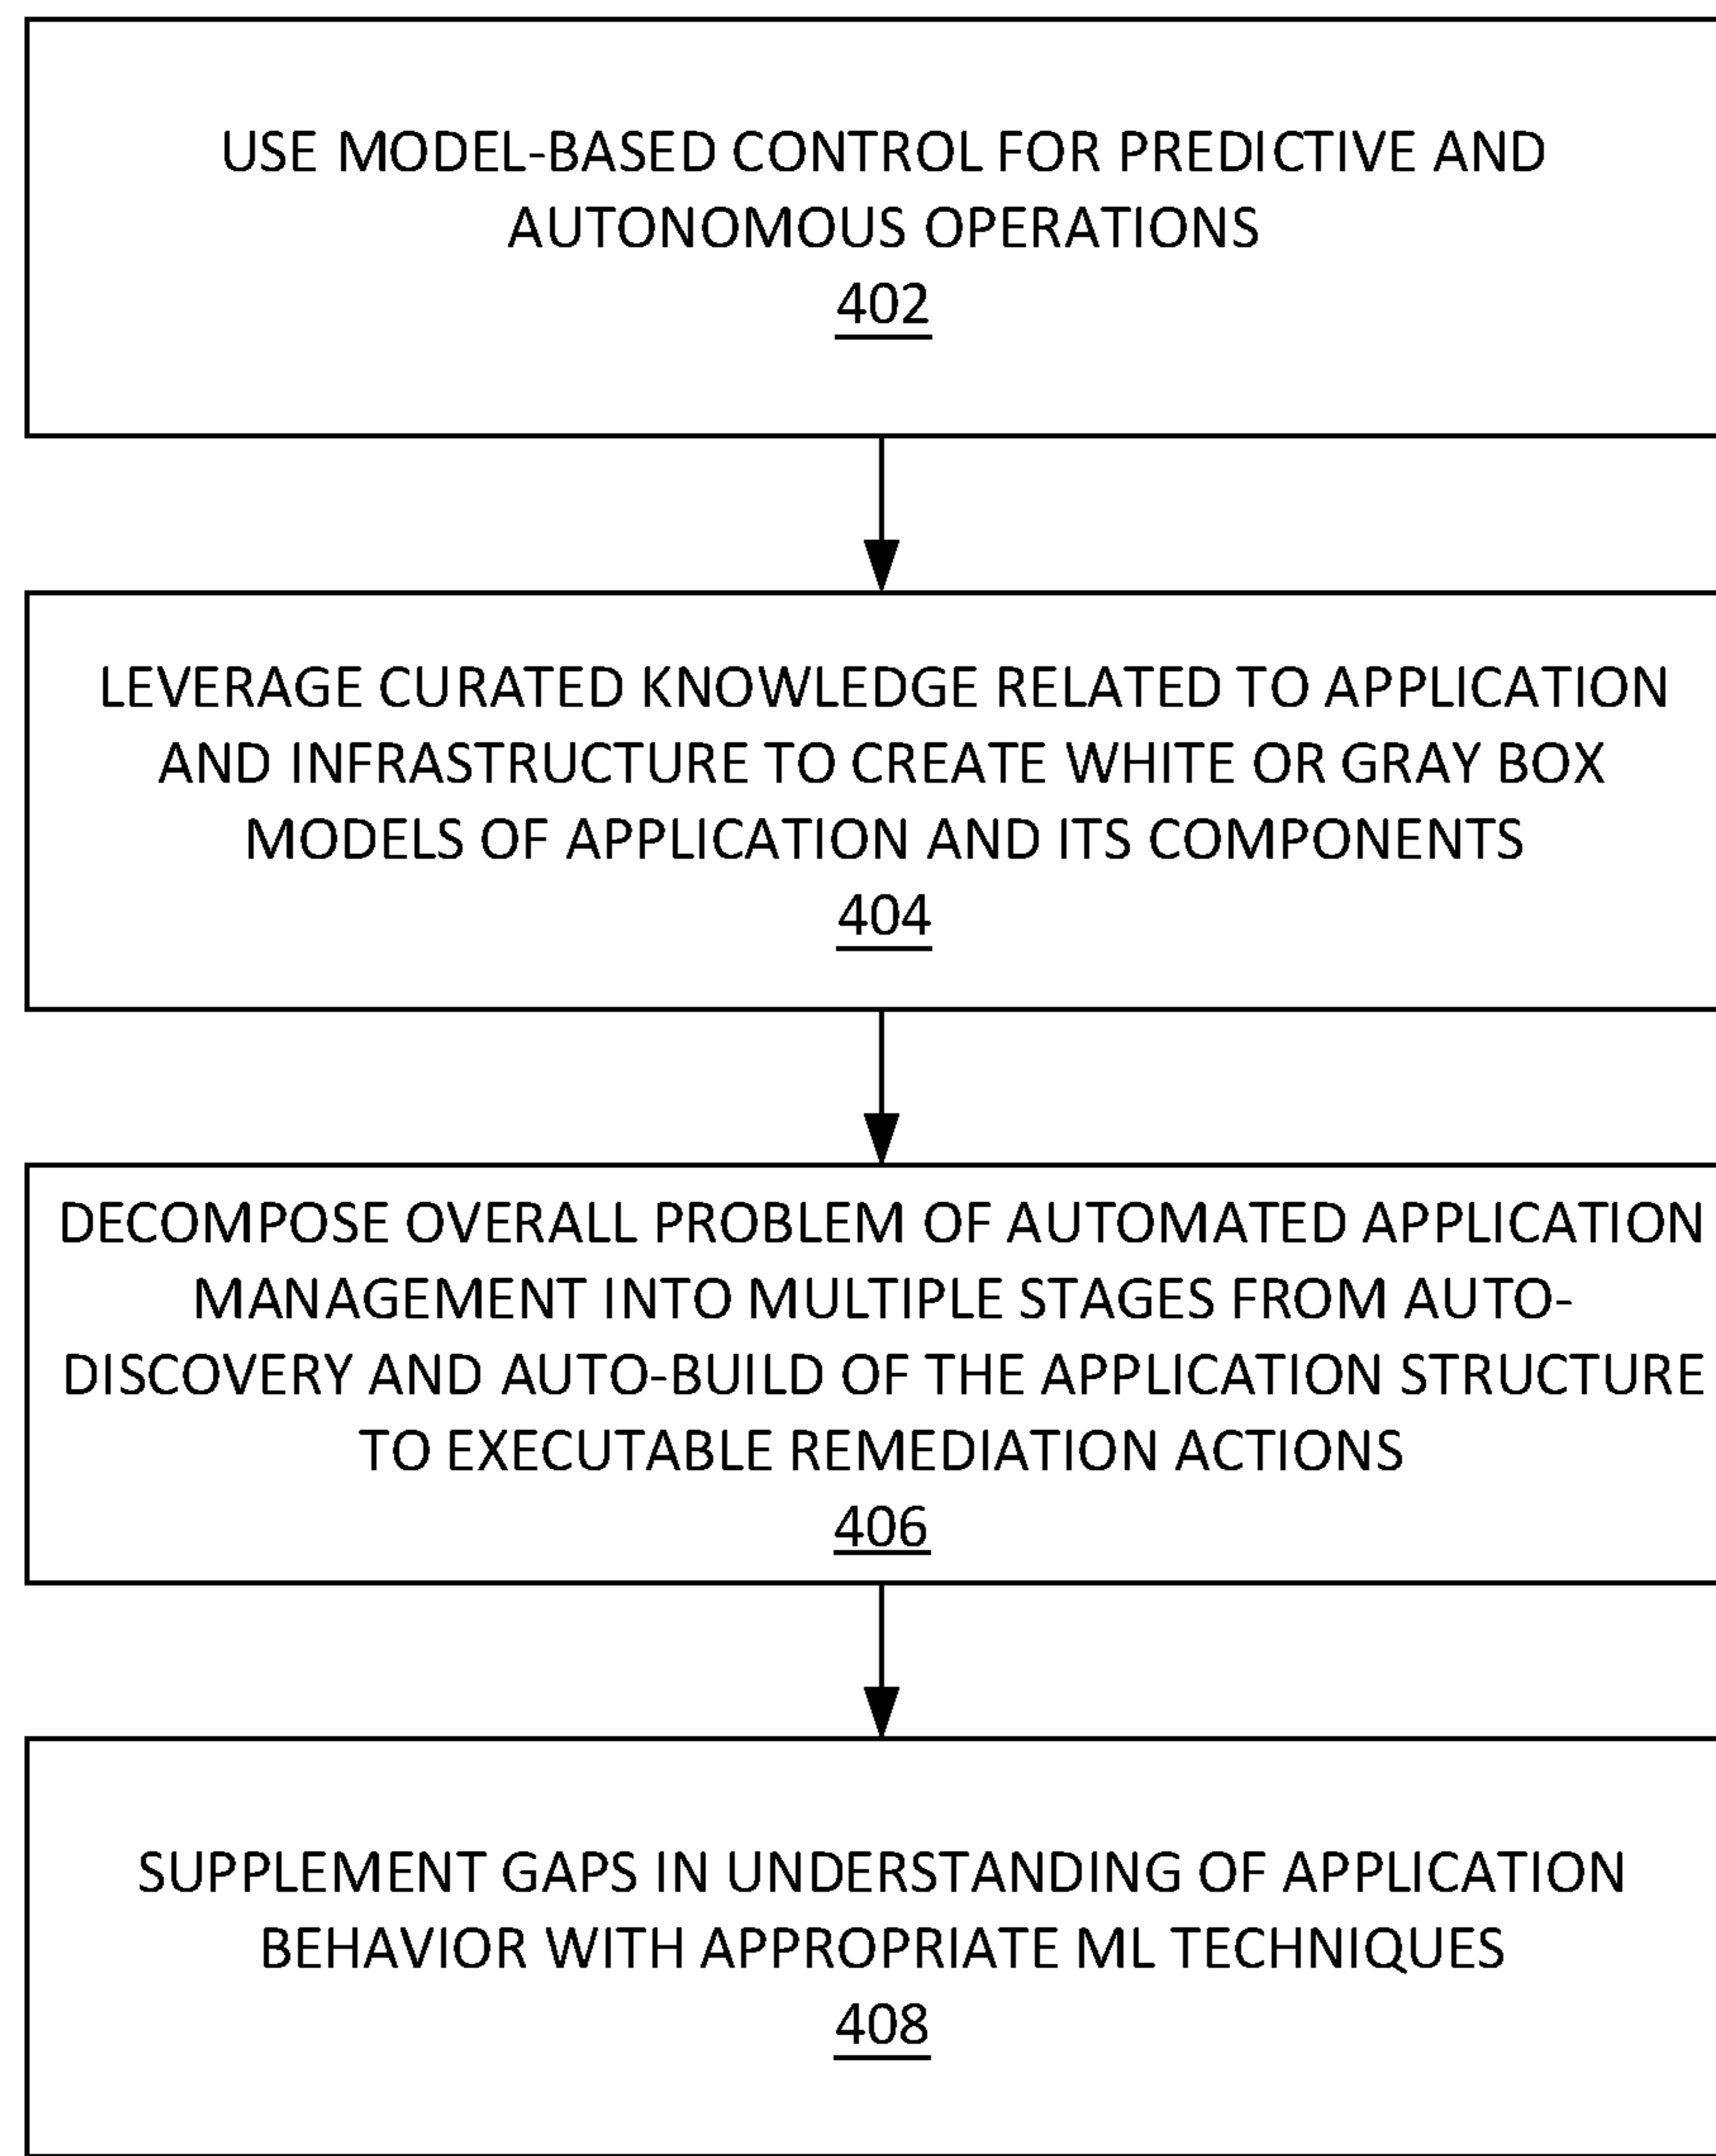 USE MODEL-BASED CONTROL FOR PREDICTIVE AND
AUTONOMOUS OPERATIONS
402
LEVERAGE CURATED KNOWLEDGE RELATED TO APPLICATION
AND INFRASTRUCTURE TO CREATE WHITE OR GRAY BOX
MODELS OF APPLICATION AND ITS COMPONENTS
404
DECOMPOSE OVERALL PROBLEM OF AUTOMATED APPLICATION
MANAGEMENT INTO MULTIPLE STAGES FROM AUTO-
DISCOVERY AND AUTO-BUILD OF THE APPLICATION STRUCTURE
TO EXECUTABLE REMEDIATION ACTIONS
406
SUPPLEMENT GAPS IN UNDERSTANDING OF APPLICATION
BEHAVIOR WITH APPROPRIATE ML TECHNIQUES
408